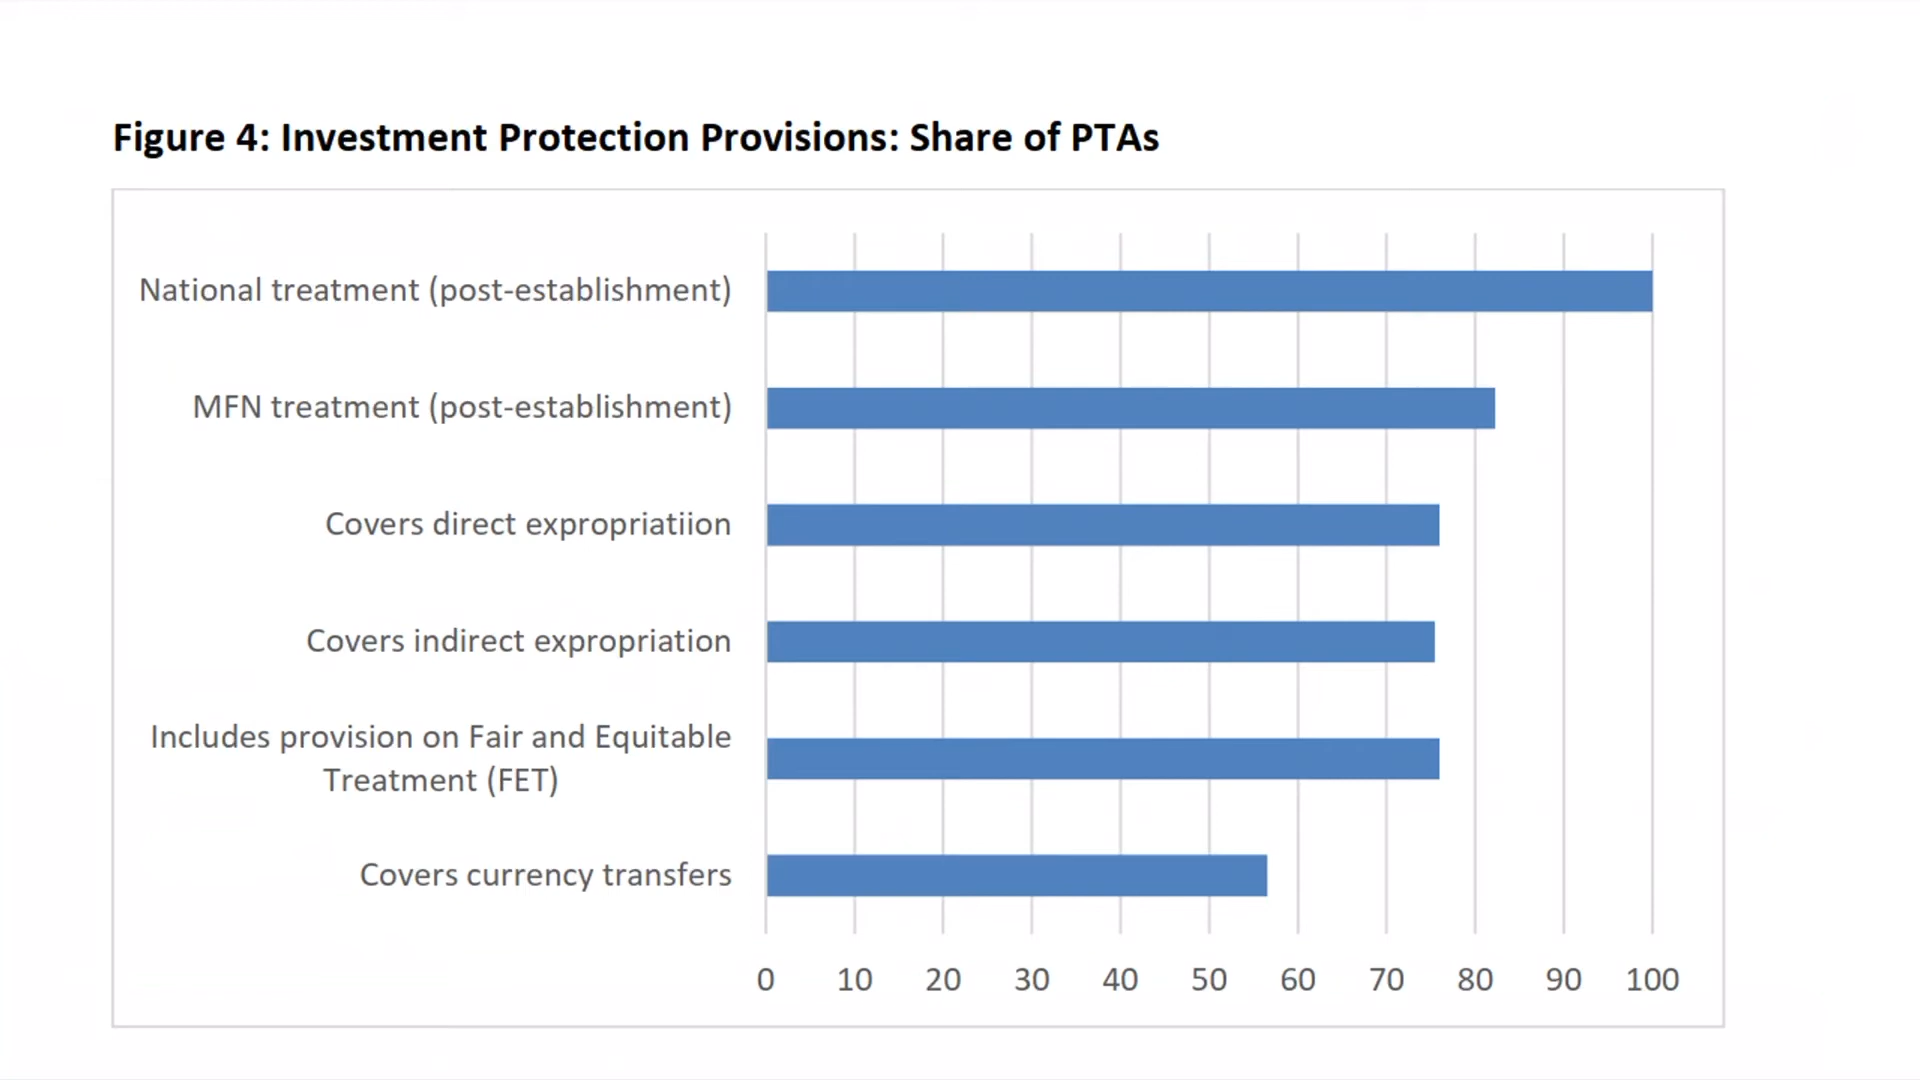 Figure 4: Investment Protection Provisions: Share of PTAs
National treatment (post-establishment)
MFN treatment (post-establishment)
Covers direct expropriatiion
Covers indirect expropriation
Includes provision on Fair and Equitable
Treatment (FET)
Covers currency transfers
0 10 20 30 40 50 60 70 80 90 100